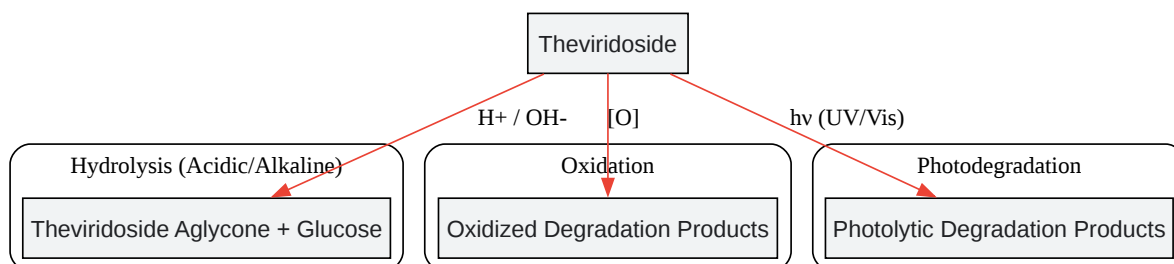 Theviridoside
H+ / OH-
[O]
hν (UV/Vis)
Hydrolysis (Acidic/Alkaline)
Oxidation
Photodegradation
Theviridoside Aglycone + Glucose
Oxidized Degradation Products
Photolytic Degradation Products